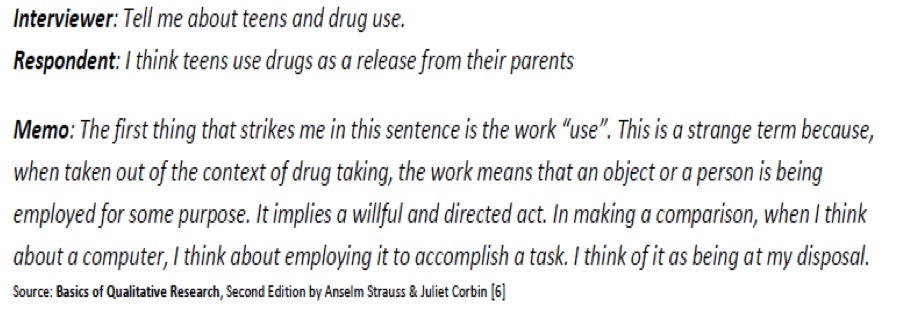 Interviewer: Tell me about teens and drug use.
Respondent: I think teens use drugs as a release from their parents
Memo: The first thing that strikes me in this sentence is the work “use”. This is a strange term because,
when taken out of the context of drug taking, the work means that an object or a person is being
employed for some purpose. It implies a willful and directed act. In making a comparison, when I think
about a computer, I think about employing it to accomplish a task. I think of it as being at my disposal.
Source: Basics of Qualitative Research, Second Edition by Anselm Strauss & Juliet Corbin [6]